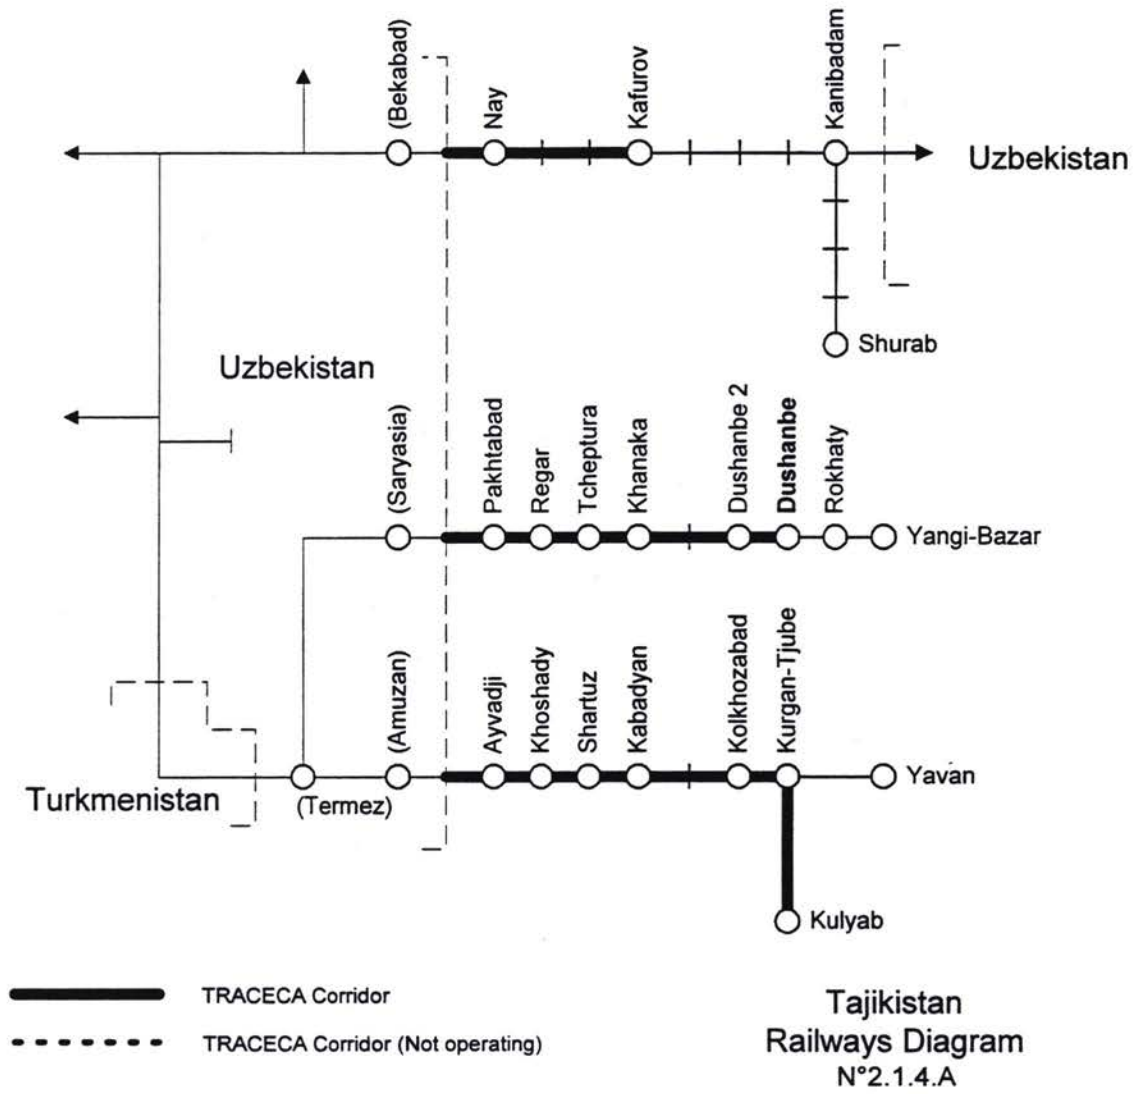 (Bekabad)
Nay
Kafurov
Kanibadam
Uzbekistan
Shurab
Uzbekistan
(Saryasia)
Pakhtabad
Regar
Tcheptura
Khanaka
Dushanbe 2
Dushanbe
Rokhaty
Yangi-Bazar
(Amuzan)
Ayvadji
Khoshady
Shartuz
Kabadyan
Kolkhozabad
Kurgan-Tjube
Yavan
Turkmenistan
(Termez)
Kulyab
TRACECA Corridor
TRACECA Corridor (Not operating)
Tajikistan
Railways Diagram
N°2.1.4.A